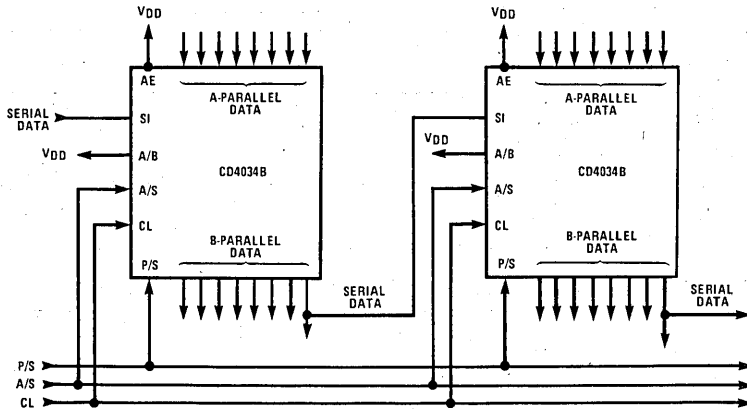 VDD
AE
A-PARALLEL
DATA
SERIAL
DATA
SI
VDD
A/B
CD4034B
A/S
CL
B-PARALLEL
DATA
P/S
SERIAL
DATA
VDD
AE
A-PARALLEL
DATA
SI
VDD
A/B
CD4034B
A/S
CL
B-PARALLEL
DATA
P/S
SERIAL
DATA
P/S
A/S
CL